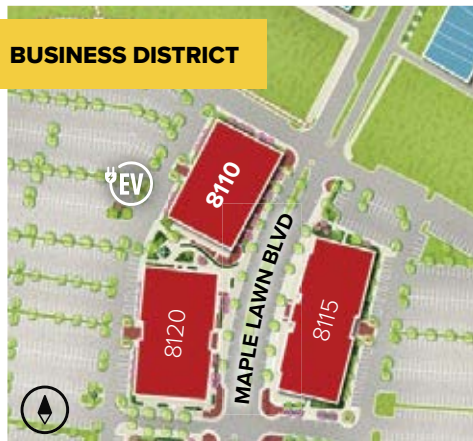 BUSINESS DISTRICT
8110
EV
MAPLE LAWN BLVD
8120
8115